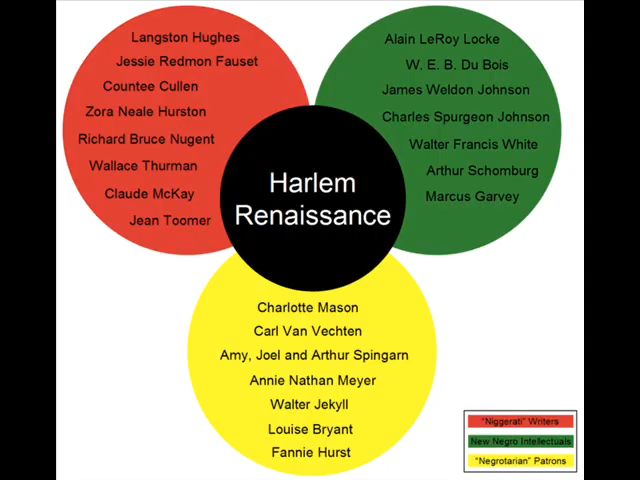 Langston Hughes
Jessie Redmon Fauset
Countee Cullen
Zora Neale Hurston
Richard Bruce Nugent
Wallace Thurman
Claude McKay
Jean Toomer
Alain LeRoy Locke
W. E. B. Du Bois
James Weldon Johnson
Charles Spurgeon Johnson
Walter Francis White
Arthur Schomburg
Marcus Garvey
Harlem
Renaissance
Charlotte Mason
Carl Van Vechten
Amy, Joel and Arthur Spingarn
Annie Nathan Meyer
Walter Jekyll
Louise Bryant
Fannie Hurst
"Niggerati" Writers
New Negro Intellectuals
"Negrotarian" Patrons